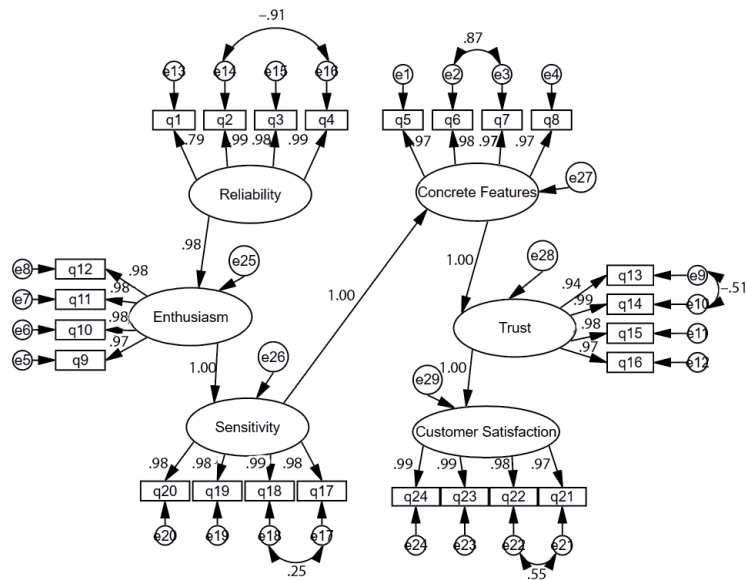 -.91
.87
e13
e14
e15
e16
e1
e2
e3
e4
q1
q2
q3
q4
q5
q6
q7
q8
.79
.99
.98
.99
.97
.98
.97
.97
Reliability
Concrete Features
e27
.98
e25
1.00
e28
e8
q12
.98
e7
q11
.98
e6
q10
.98
e5
q9
.97
Enthusiasm
1.00
Trust
.94
q13
e9
.99
q14
e10
-.51
.98
q15
e11
.97
q16
e12
1.00
e26
1.00
e29
Sensitivity
Customer Satisfaction
.98
.98
.99
.98
.99
.99
.98
.97
q20
q19
q18
q17
q24
q23
q22
q21
e20
e19
e18
e17
e24
e23
e22
e21
.25
.55